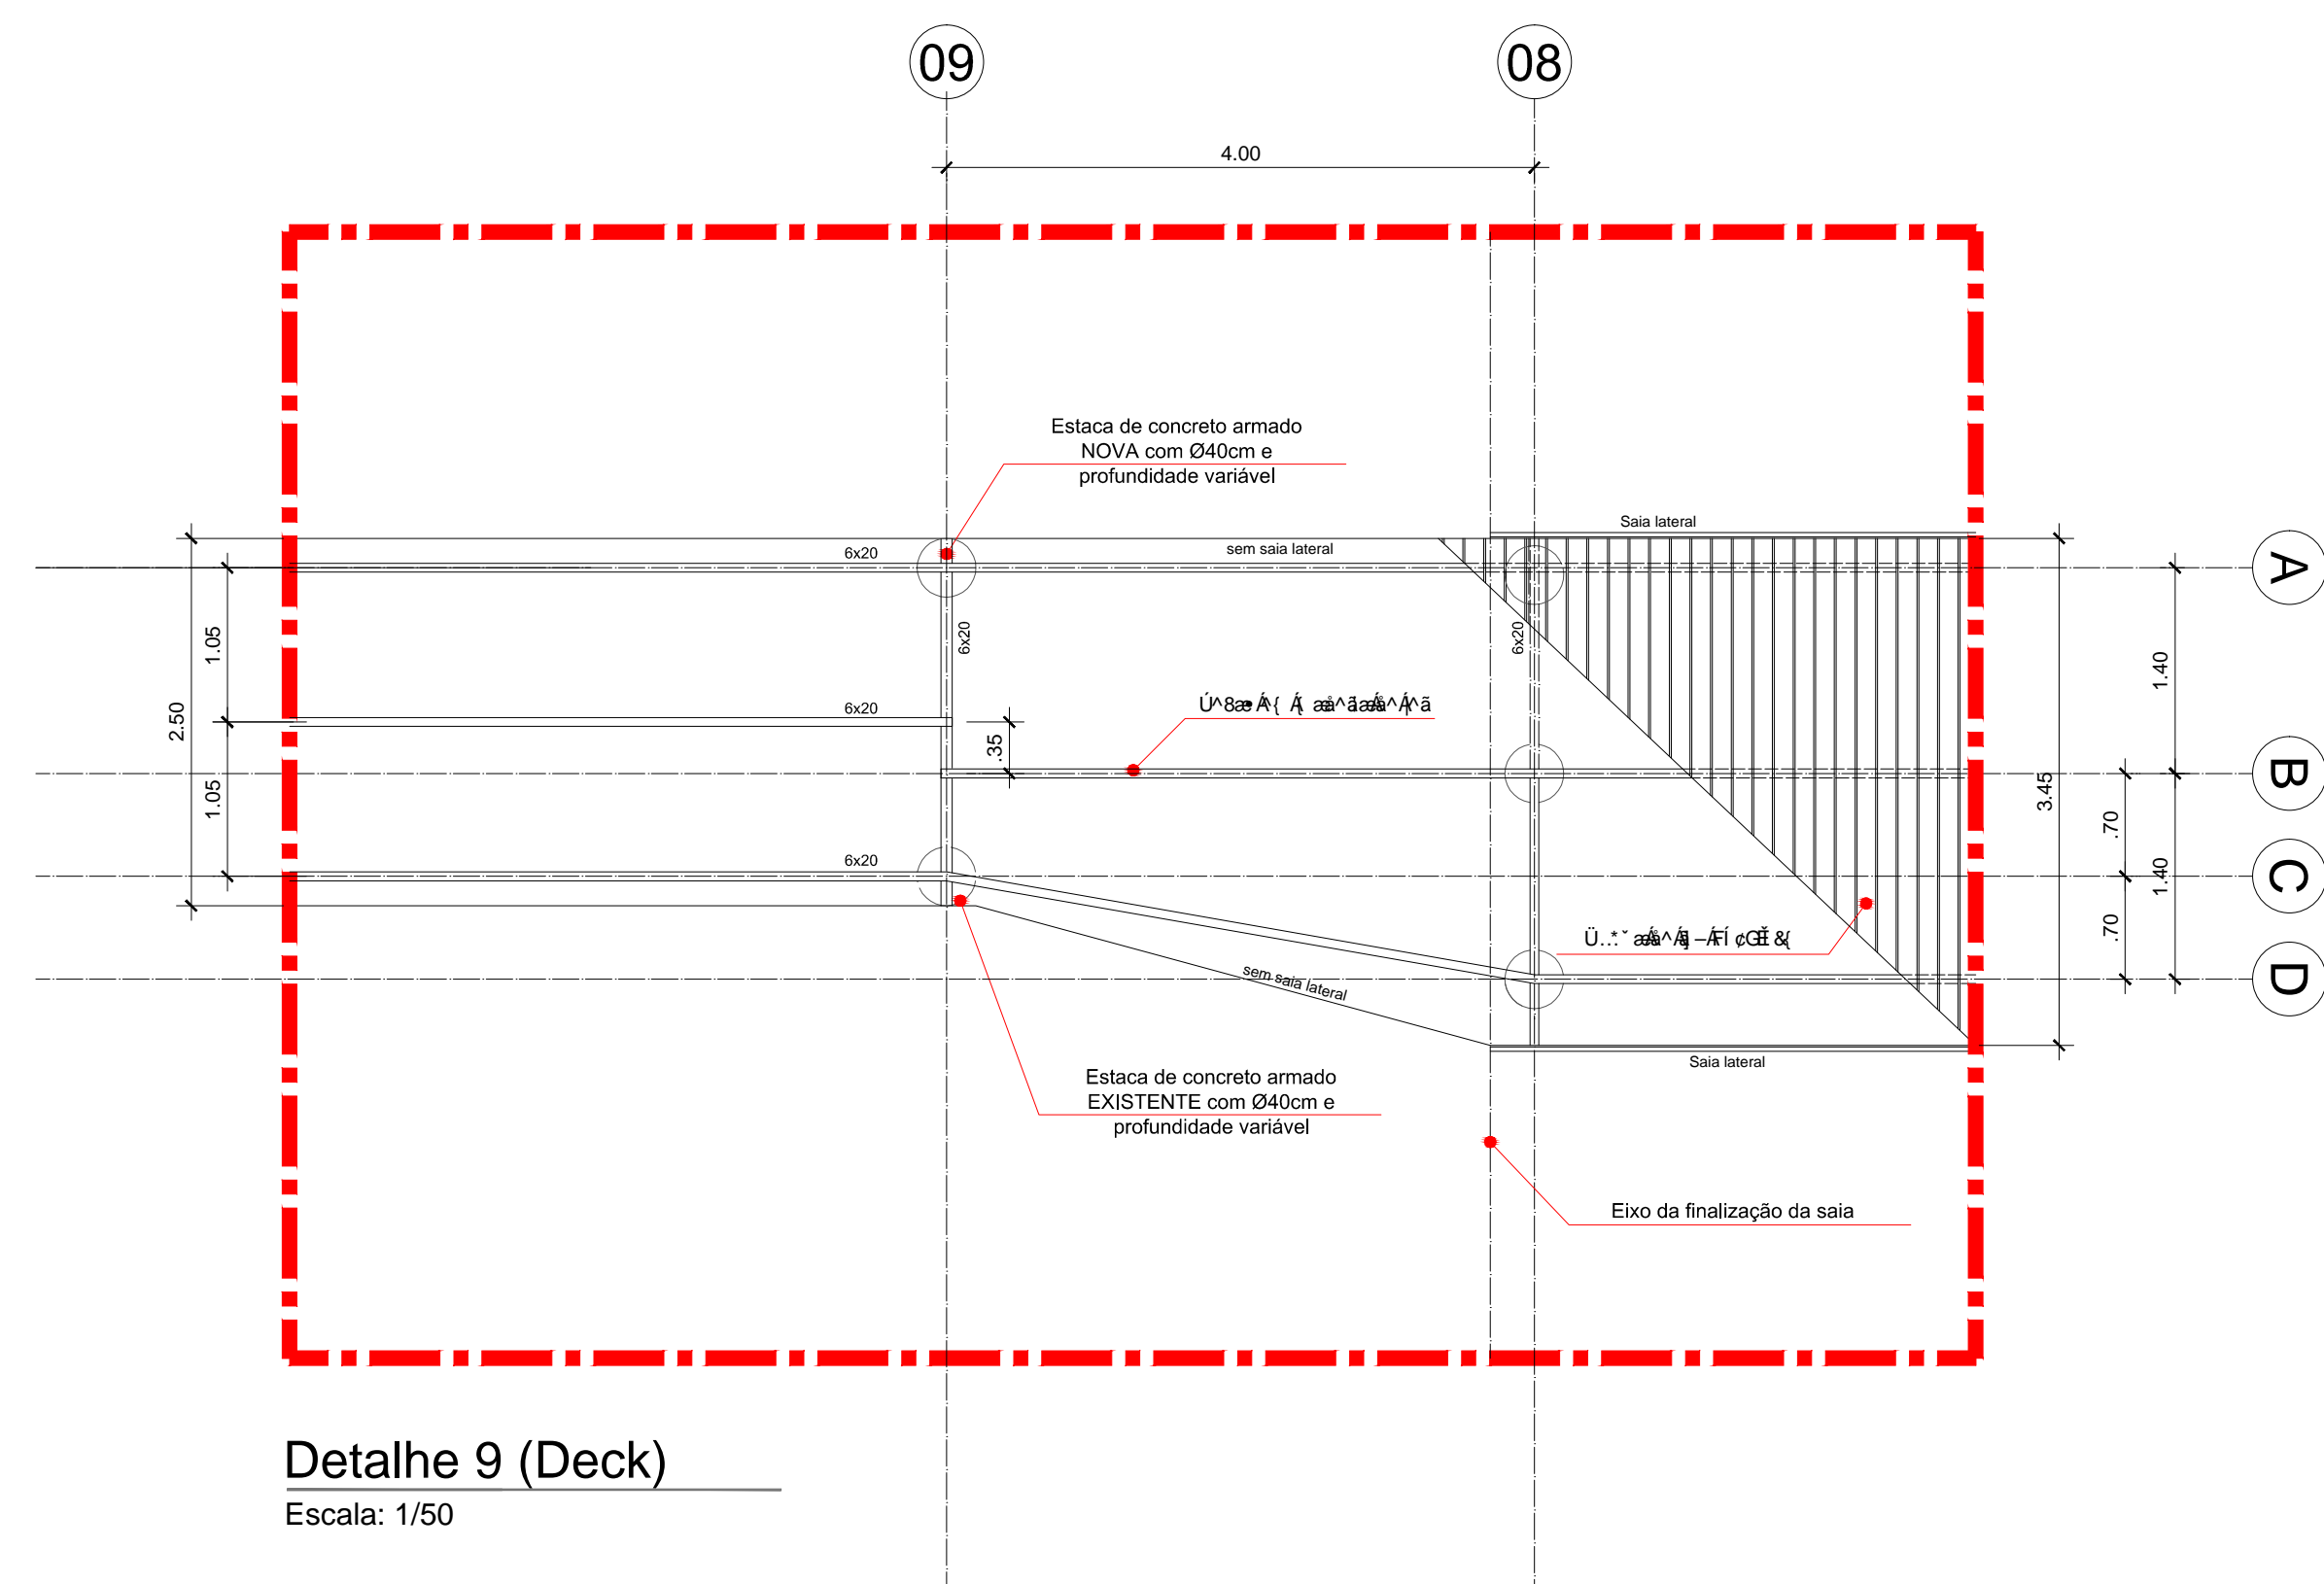 09
08
4.00
Estaca de concreto armado
NOVA com Ø40cm e
profundidade variável
Saia lateral
sem saia lateral
6x20
A
6x20
6x20
1.05
1.40
6x20
2.50
.35
B
3.45
1.05
.70
6x20
C
1.40
.70
sem saia lateral
D
Saia lateral
Estaca de concreto armado
EXISTENTE com Ø40cm e
profundidade variável
Eixo da finalização da saia
Detalhe 9 (Deck)
Escala: 1/50